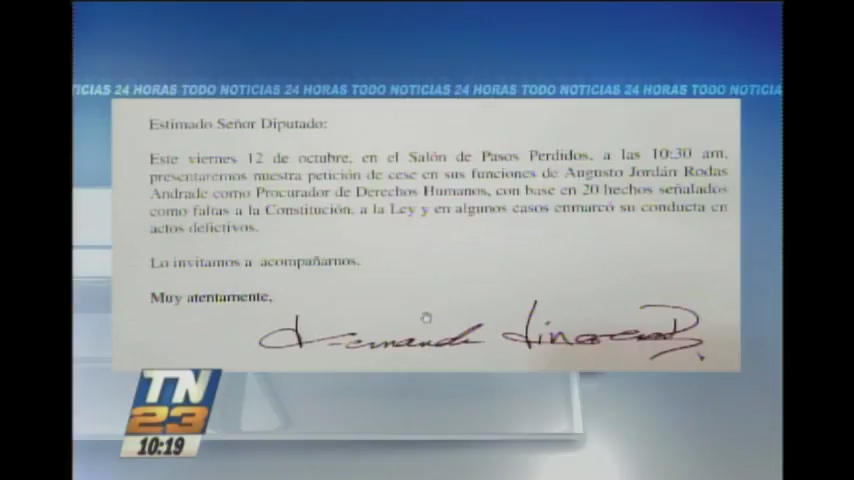 TICIAS 24 HORAS TODO NOTICIAS 24 HORAS TODO NOTICIAS 24 HORAS TODO NOTICIAS 24 HORAS TODO NOTICIA
Estimado Señor Diputado:
Este viernes 12 de octubre, en el Salón de Pasos Perdidos, a las 10:30 am,
presentaremos nuestra petición de cese en sus funciones de Augusto Jordán Rodas
Andrade como Procurador de Derechos Humanos, con base en 20 hechos señalados
como faltas a la Constitución, a la Ley y en algunos casos enmarcó su conducta en
actos delictivos.
Lo invitamos a acompañarnos.
Muy atentamente,
Fernando Linares
TN
23
10:19